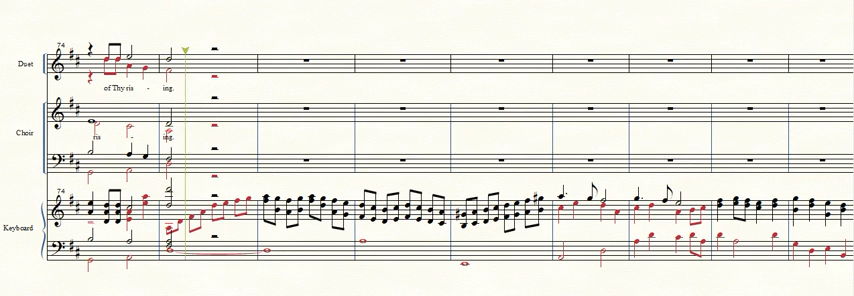 74
Duet
of Thy ris - ing.
Choir
ris - ing.
74
Keyboard